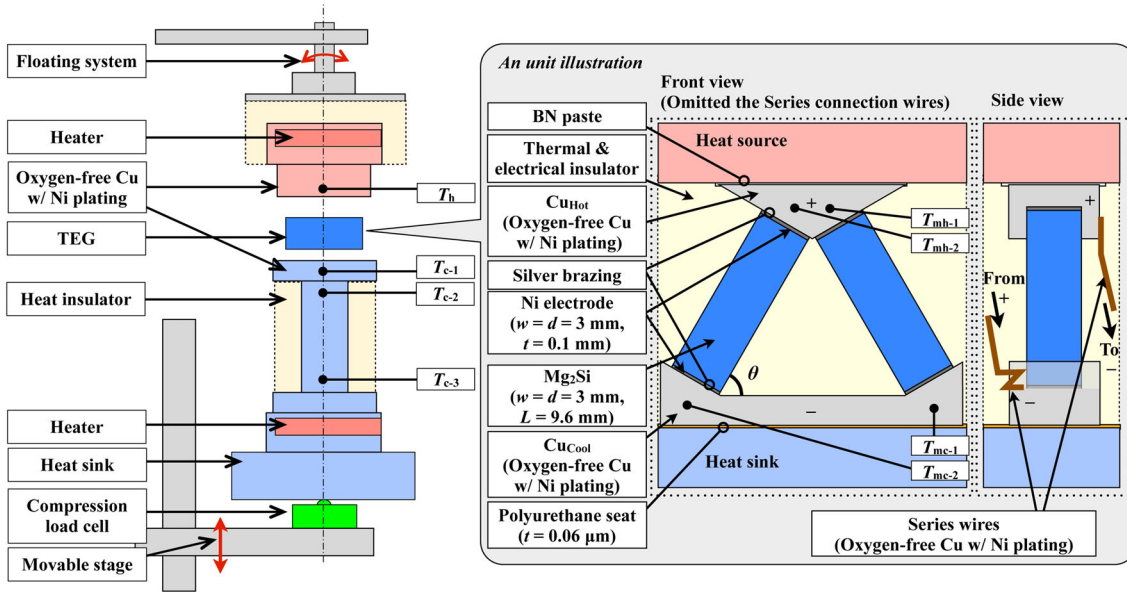 Floating system
Heater
Oxygen-free Cu
w/ Ni plating
TEG
Heat insulator
Heater
Heat sink
Compression
load cell
Movable stage
T_h
T_c-1
T_c-2
T_c-3
An unit illustration
Front view
(Omitted the Series connection wires)
Side view
BN paste
Thermal &
electrical insulator
Cu_Hot
(Oxygen-free Cu
w/ Ni plating)
Silver brazing
Ni electrode
(w = d = 3 mm,
t = 0.1 mm)
Mg₂Si
(w = d = 3 mm,
L = 9.6 mm)
Cu_Cool
(Oxygen-free Cu
w/ Ni plating)
Polyurethane seat
(t = 0.06 μm)
Heat source
+
T_mh-1
T_mh-2
θ
−
T_mc-1
T_mc-2
Heat sink
+
From
+
To
−
−
Series wires
(Oxygen-free Cu w/ Ni plating)